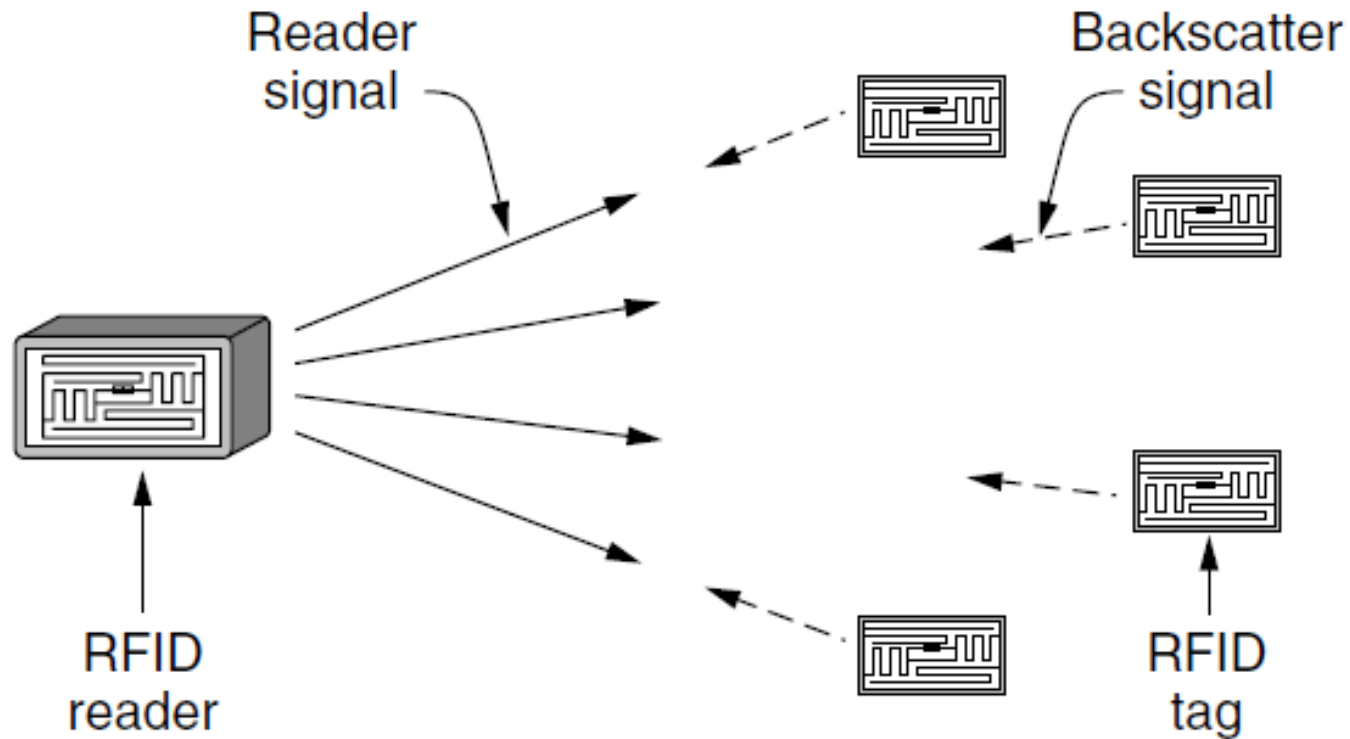 Reader
signal
Backscatter
signal
RFID
reader
RFID
tag